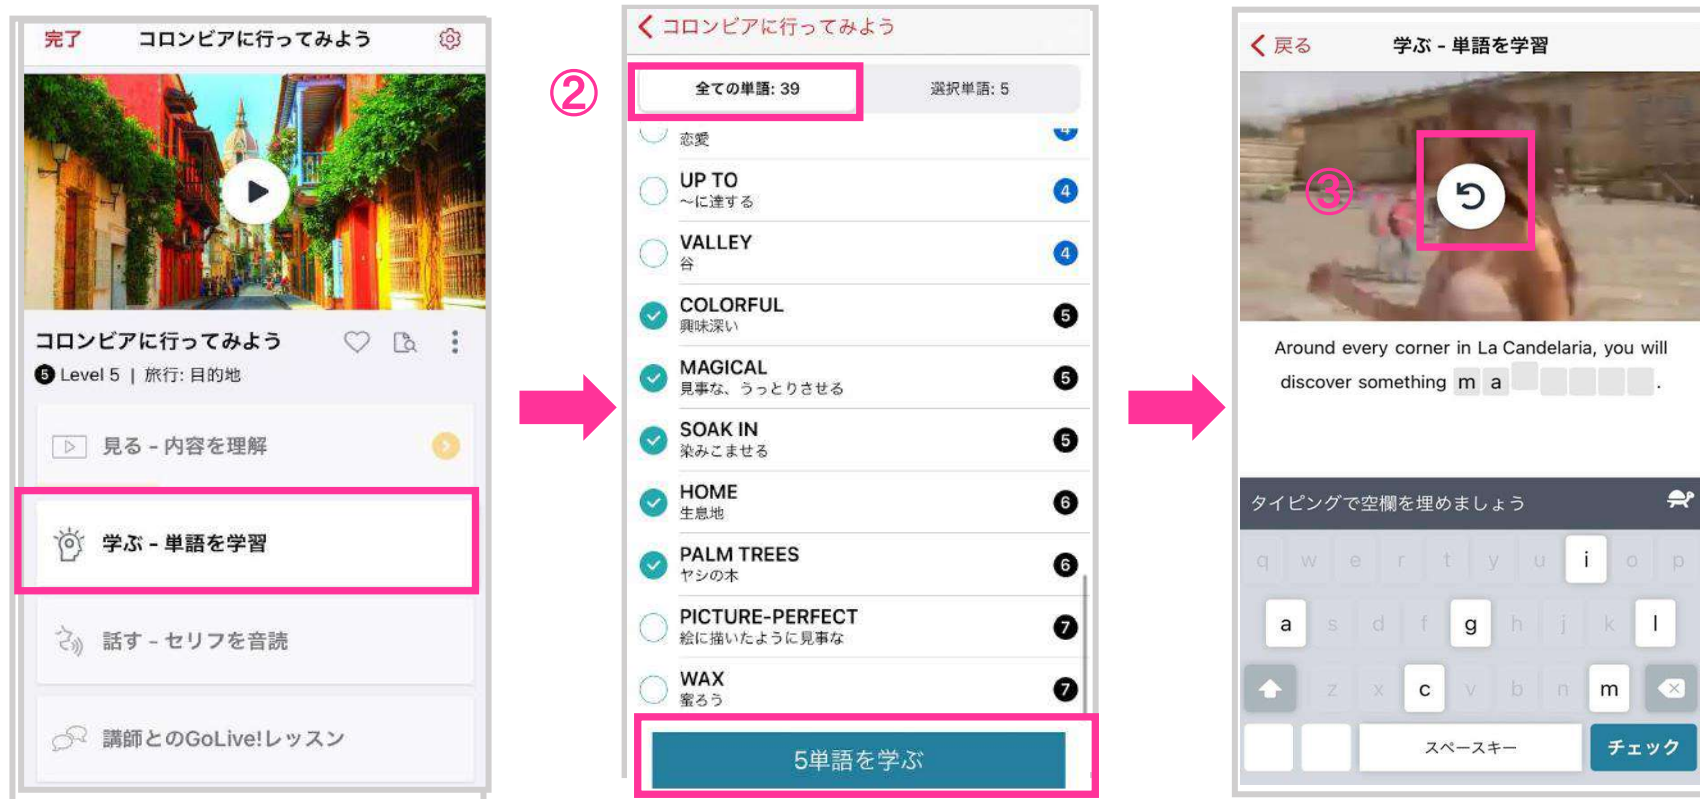 完了 コロンビアに行ってみよう
コロンビアに行ってみよう
5 Level 5 | 旅行: 目的地
見る - 内容を理解
学ぶ - 単語を学習
話す - セリフを音読
講師とのGoLive!レッスン
②
コロンビアに行ってみよう
全ての単語: 39 選択単語: 5
恋愛 4
UP TO 4
〜に達する
VALLEY 4
谷
COLORFUL 5
興味深い
MAGICAL 5
見事な、うっとりさせる
SOAK IN 5
染みこませる
HOME 6
生息地
PALM TREES 6
ヤシの木
PICTURE-PERFECT 7
絵に描いたように見事な
WAX 7
蜜ろう
5単語を学ぶ
戻る 学ぶ - 単語を学習
③
Around every corner in La Candelaria, you will
discover something m a .
タイピングで空欄を埋めましょう
q w e r t y u i o p
a s d f g h j k l
z x c v b n m
スペースキー チェック